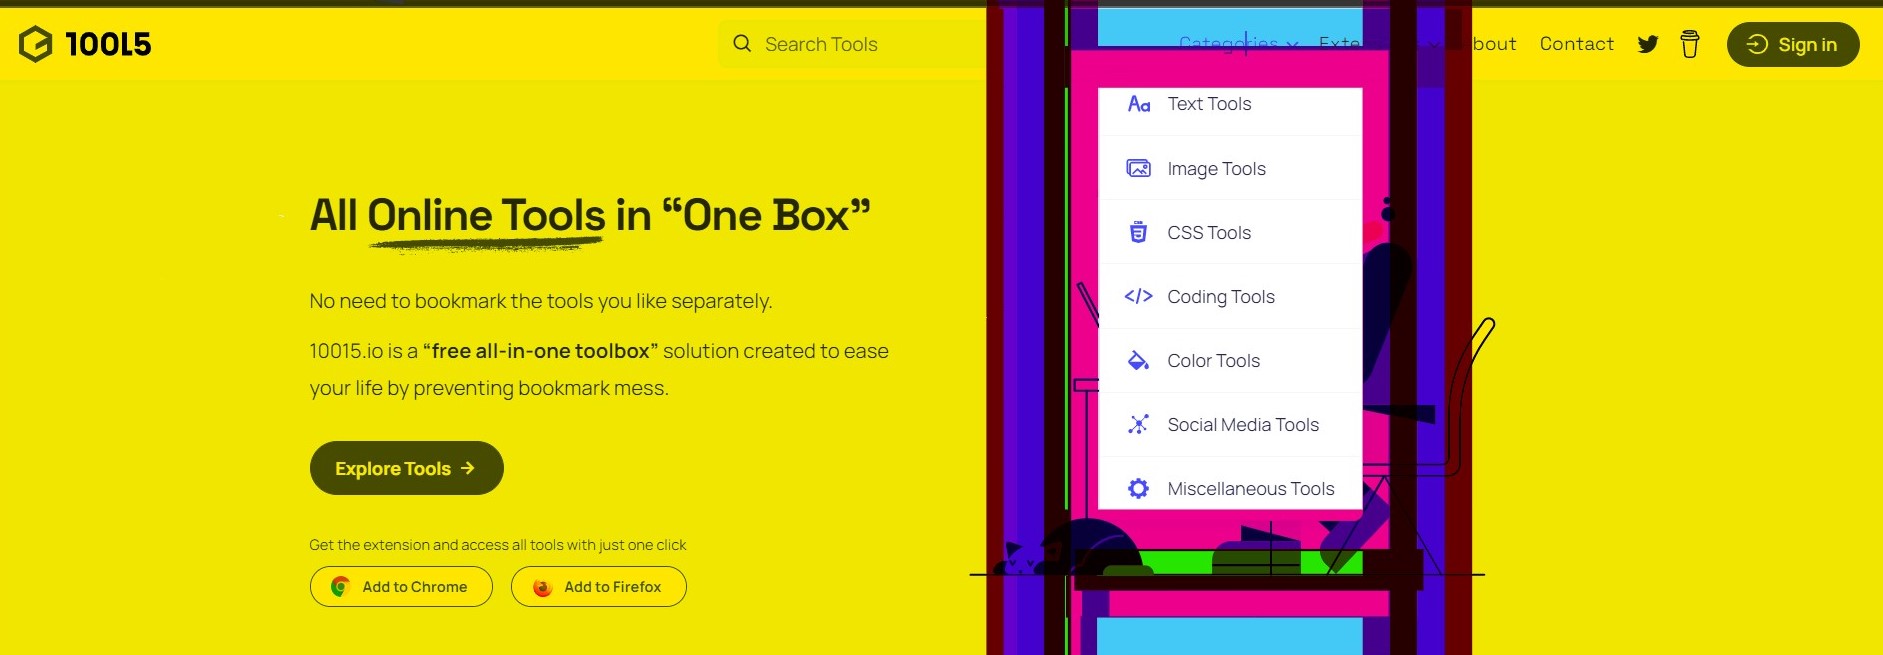 10015
Search Tools
Categories
Contact
Sign in
All Online Tools in “One Box”
No need to bookmark the tools you like separately.
10015.io is a “free all-in-one toolbox” solution created to ease
your life by preventing bookmark mess.
Explore Tools
Get the extension and access all tools with just one click
Add to Chrome
Add to Firefox
Aa Text Tools
Image Tools
CSS Tools
</> Coding Tools
Color Tools
Social Media Tools
Miscellaneous Tools